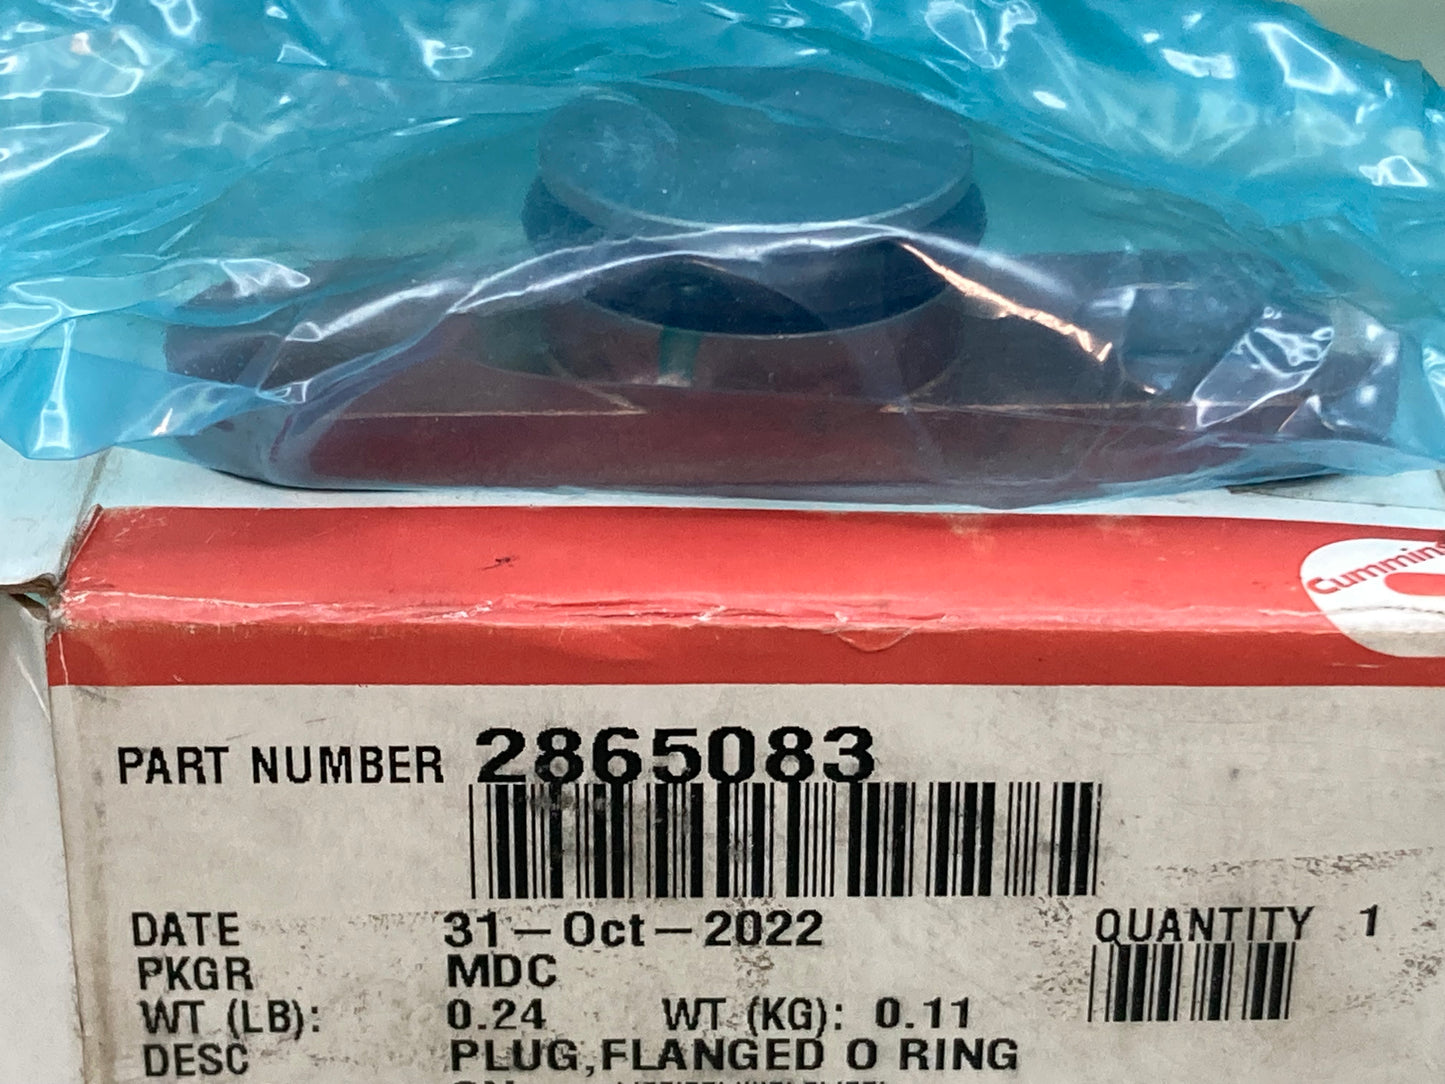 Cummins
PART NUMBER 2865083
DATE 31-Oct-2022 QUANTITY 1
PKGR MDC
WT (LB): 0.24 WT (KG): 0.11
DESC PLUG,FLANGED O RING